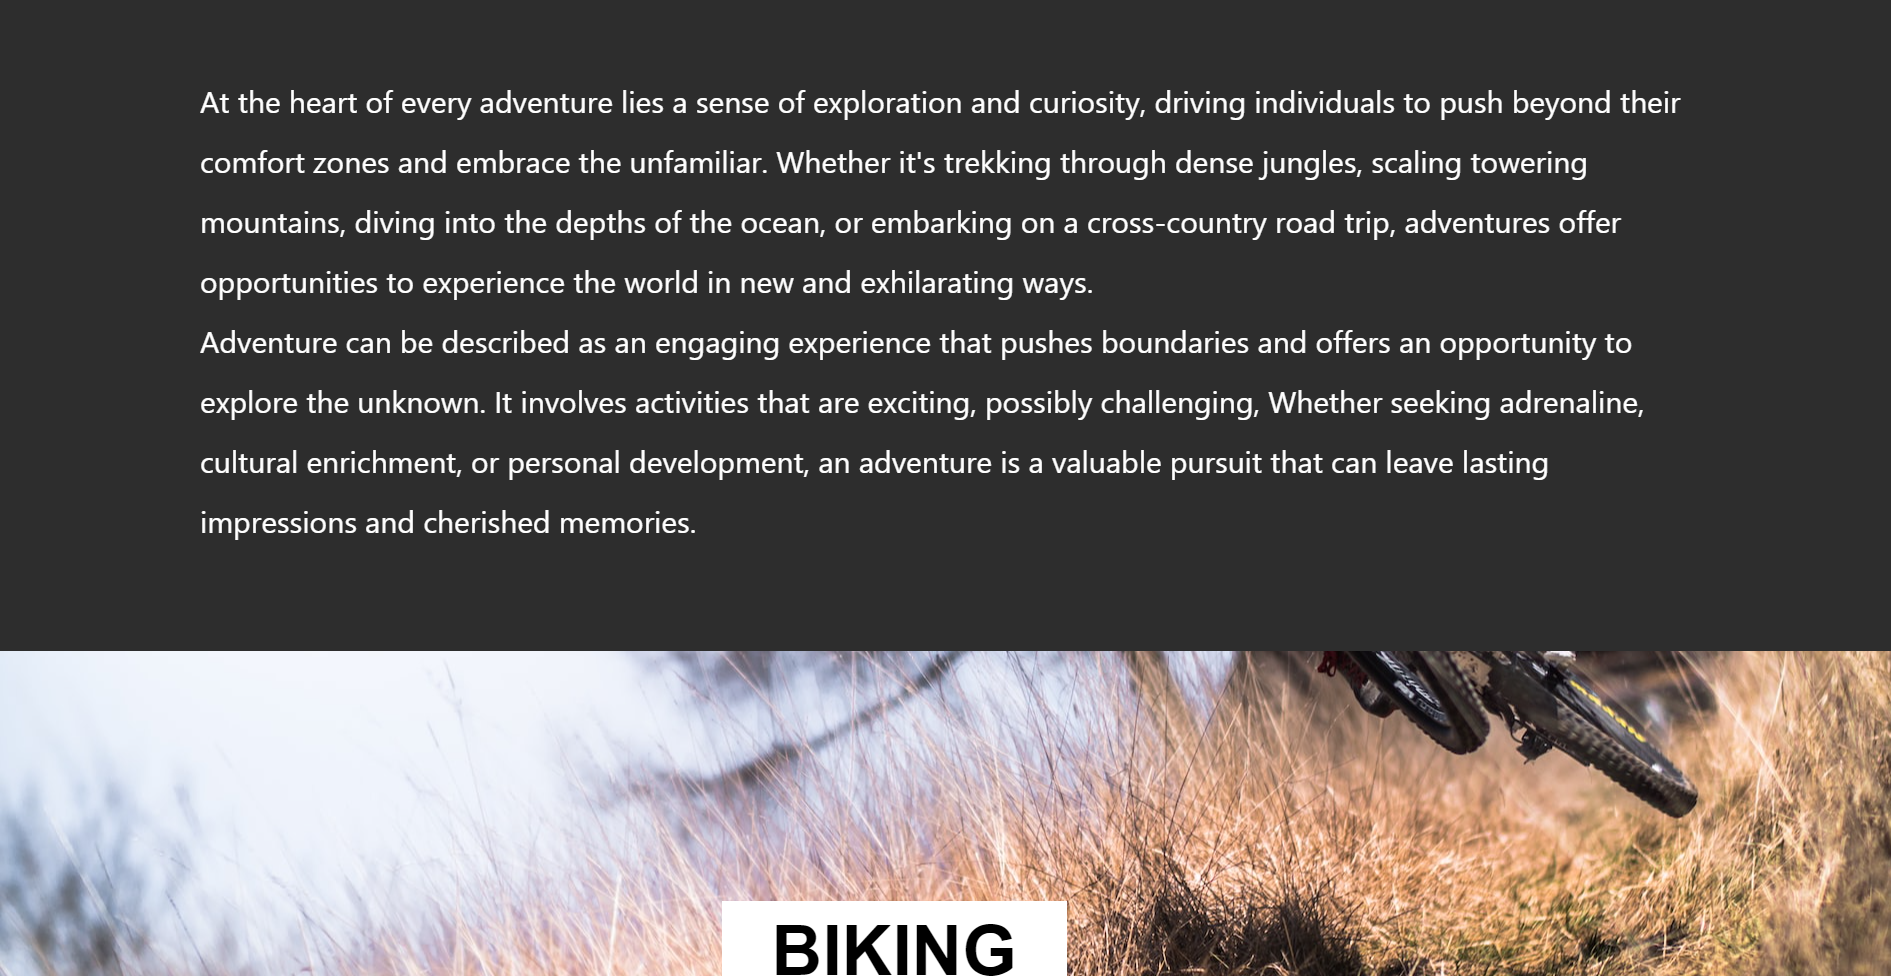 At the heart of every adventure lies a sense of exploration and curiosity, driving individuals to push beyond their
comfort zones and embrace the unfamiliar. Whether it's trekking through dense jungles, scaling towering
mountains, diving into the depths of the ocean, or embarking on a cross-country road trip, adventures offer
opportunities to experience the world in new and exhilarating ways.
Adventure can be described as an engaging experience that pushes boundaries and offers an opportunity to
explore the unknown. It involves activities that are exciting, possibly challenging, Whether seeking adrenaline,
cultural enrichment, or personal development, an adventure is a valuable pursuit that can leave lasting
impressions and cherished memories.
BIKING